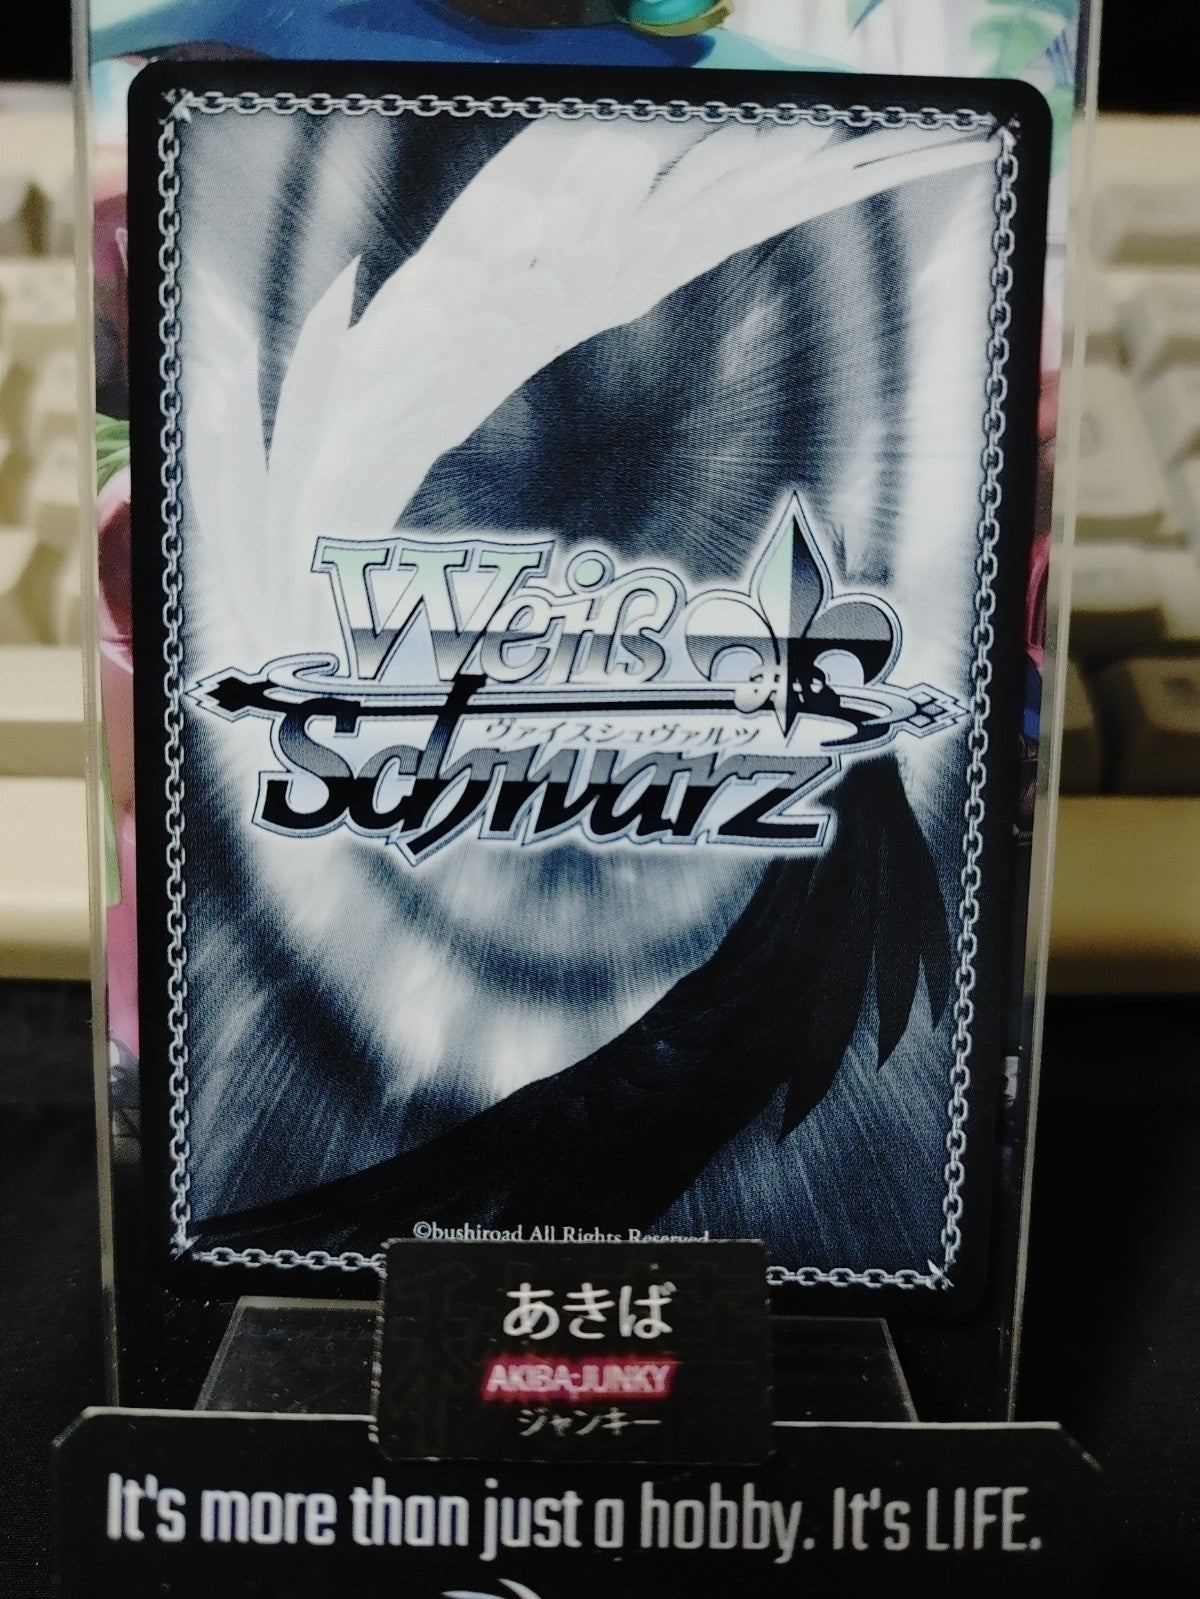 Weiß
ヴァイスシュヴァルツ
Schwarz
©bushiroad All Rights Reserved
あきば
AKIBA-JUNKY
ジャンキー
It's more than just a hobby. It's LIFE.